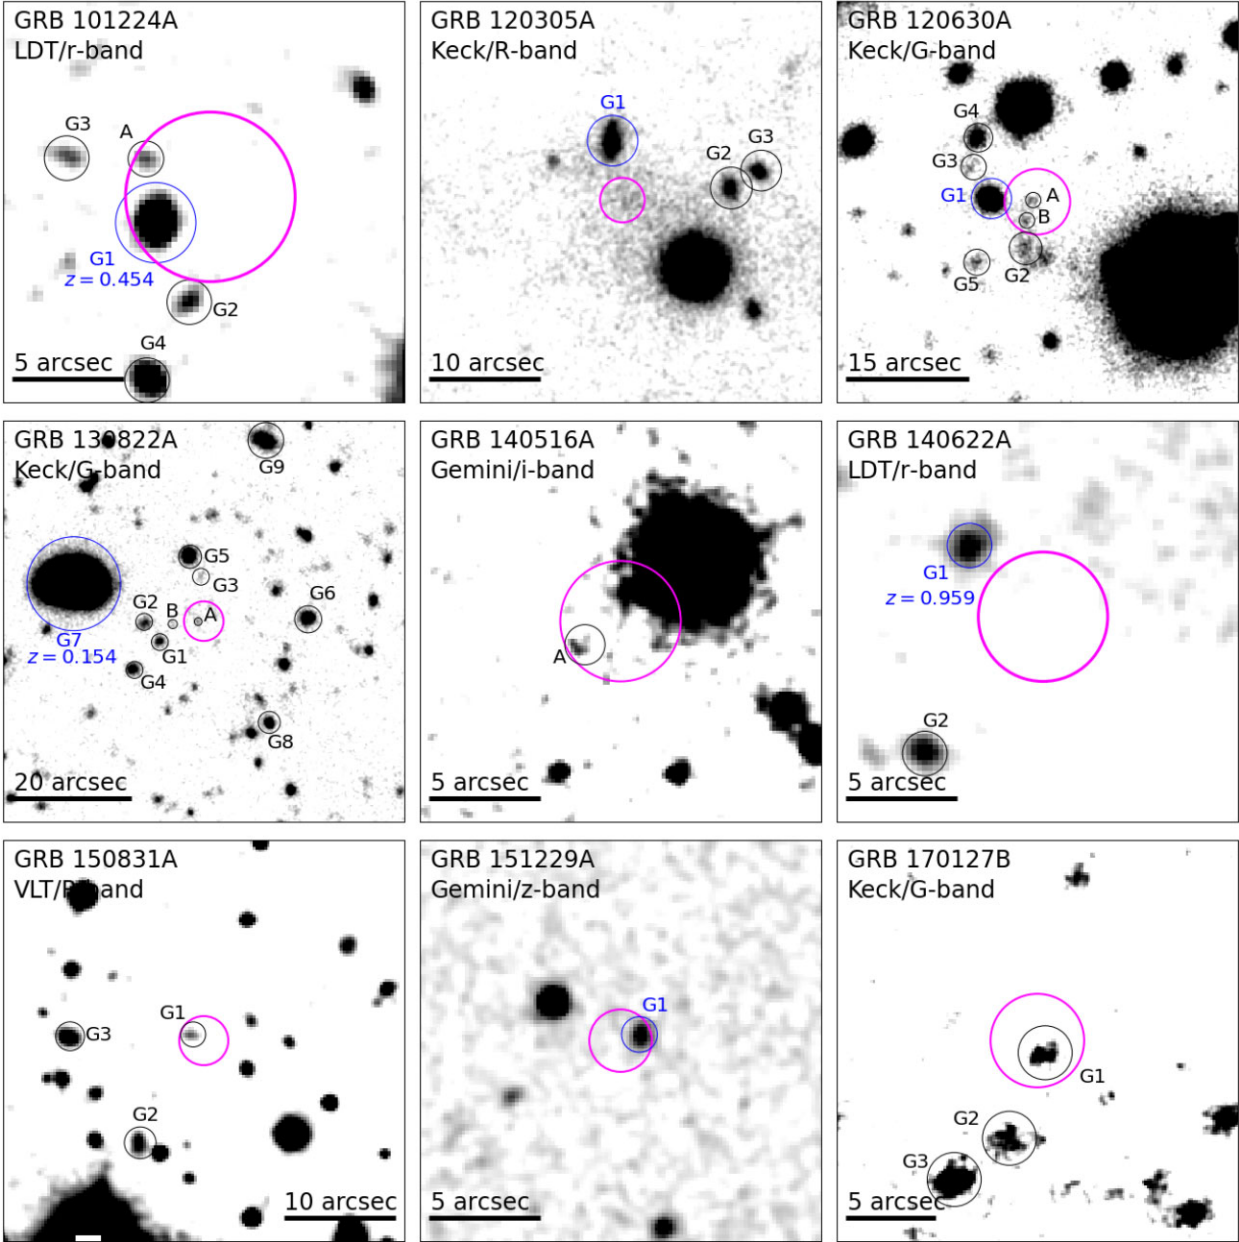 GRB 101224A
LDT/r-band
G3
A
G1
z = 0.454
G2
G4
5 arcsec
GRB 120305A
Keck/R-band
G1
G3
G2
10 arcsec
GRB 120630A
Keck/G-band
G4
G3
G1
A
B
G2
G5
15 arcsec
GRB 130822A
Keck/G-band
G9
G5
G3
G6
G2
B
A
G7
z = 0.154
G1
G4
G8
20 arcsec
GRB 140516A
Gemini/i-band
A
5 arcsec
GRB 140622A
LDT/r-band
G1
z = 0.959
G2
5 arcsec
GRB 150831A
VLT/R-band
G1
G3
G2
10 arcsec
GRB 151229A
Gemini/z-band
G1
5 arcsec
GRB 170127B
Keck/G-band
G1
G2
G3
5 arcsec